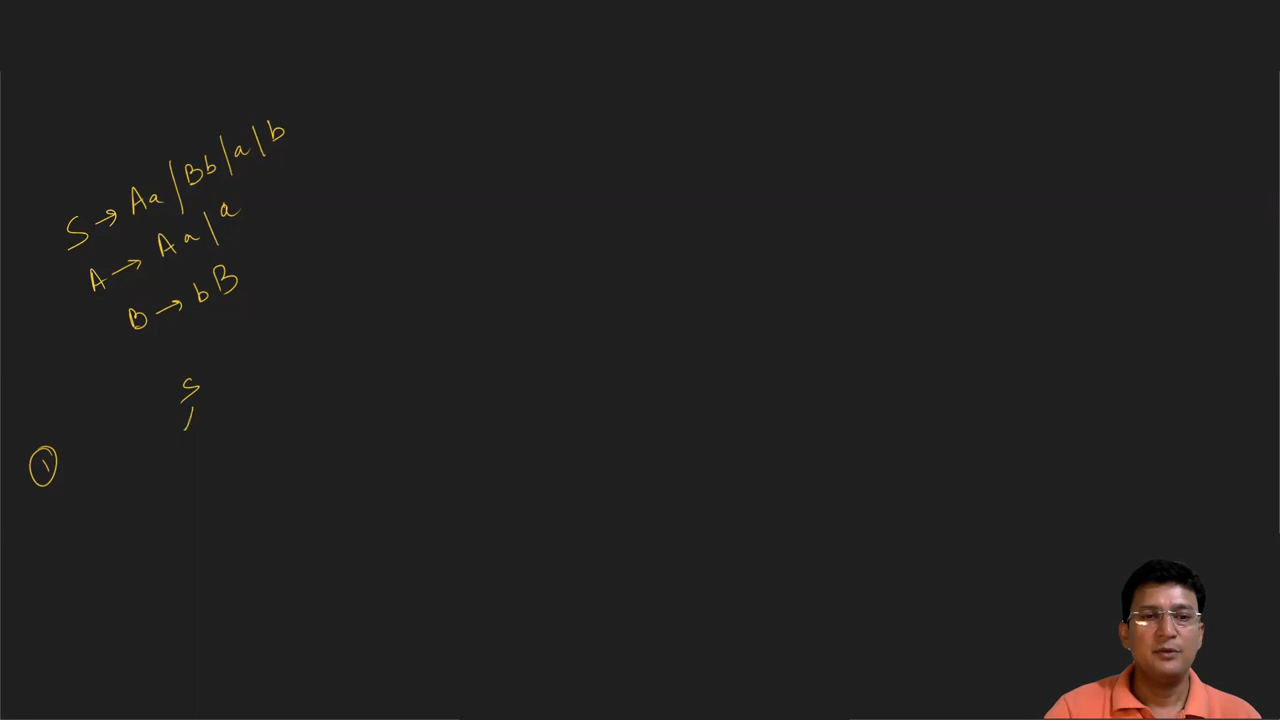 S → Aa | Bb | a | b
A → Aa | a
B → bB
S
1